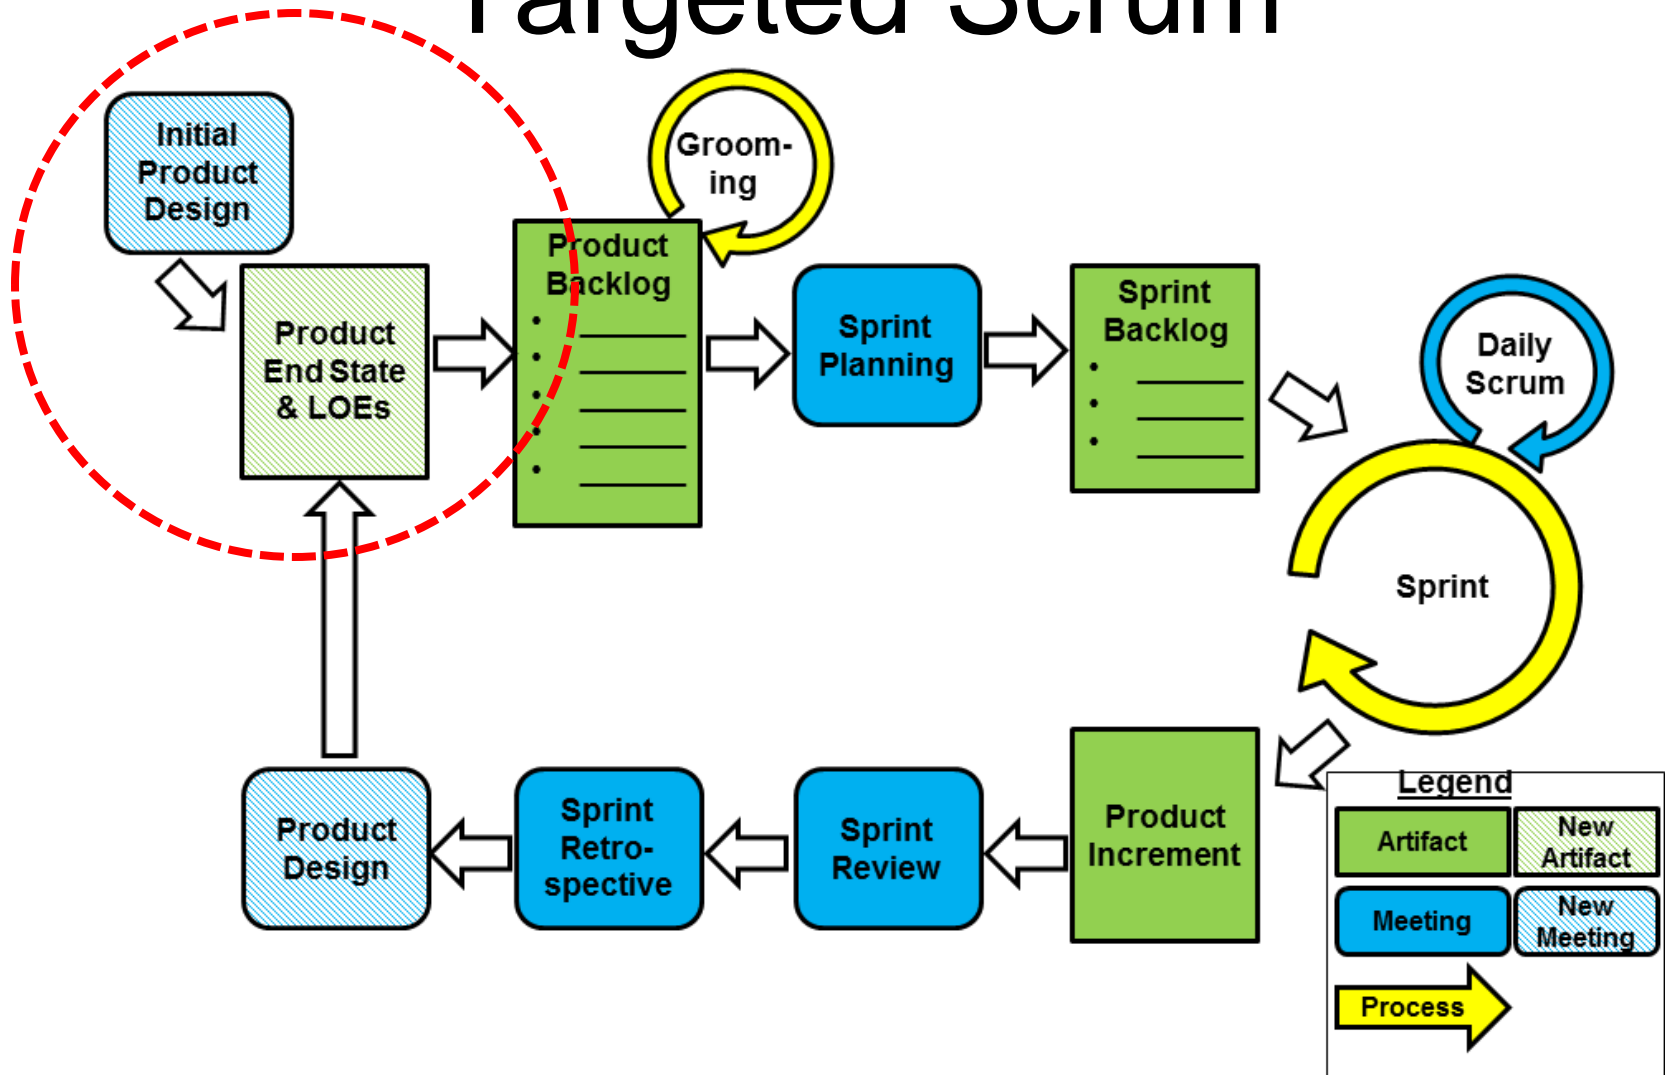 Targeted Scrum
Initial
Product
Design
Product
End State
& LOEs
Product
Backlog
Groom-
ing
Sprint
Planning
Sprint
Backlog
Daily
Scrum
Sprint
Product
Increment
Sprint
Review
Sprint
Retro-
spective
Product
Design
Legend
Artifact
New
Artifact
Meeting
New
Meeting
Process